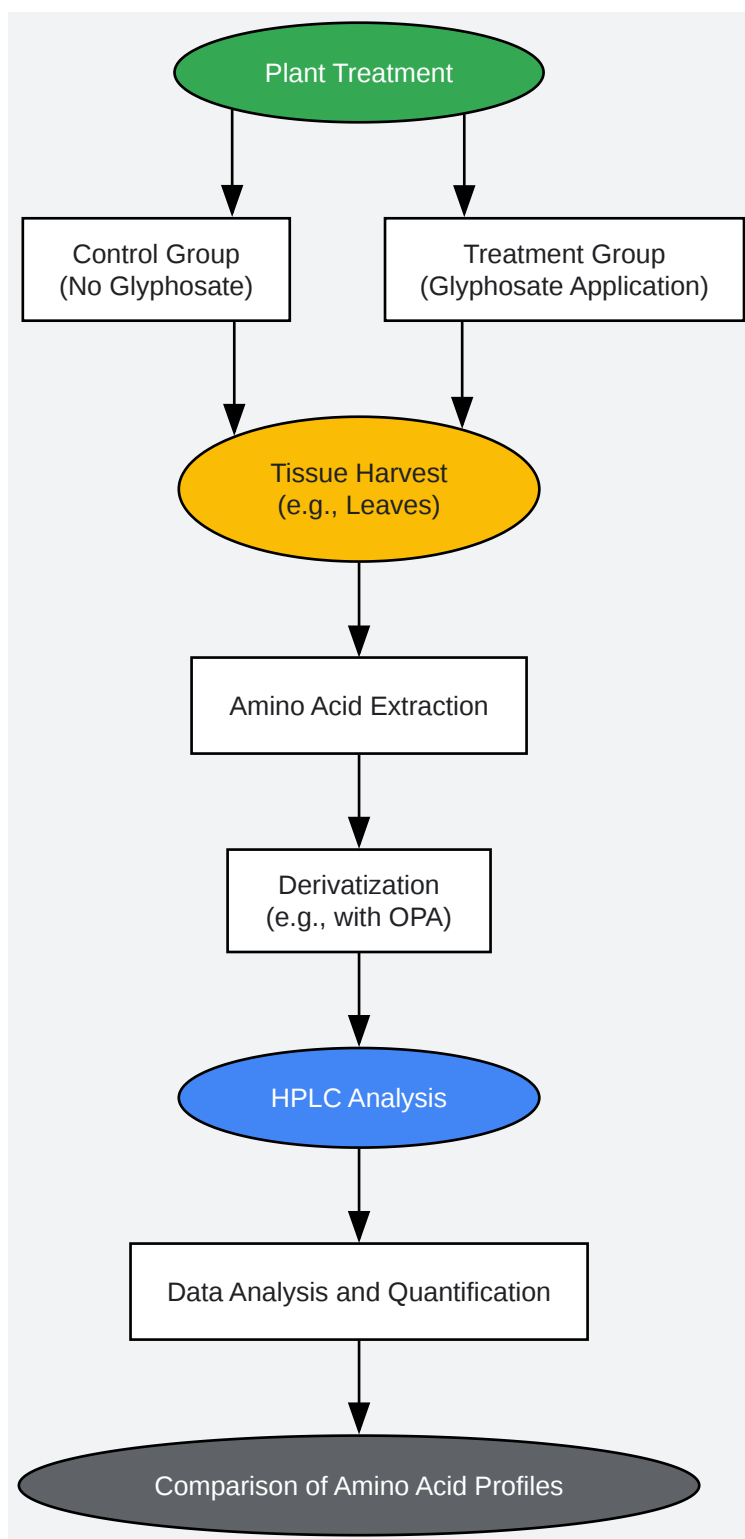 Plant Treatment
Control Group
(No Glyphosate)
Treatment Group
(Glyphosate Application)
Tissue Harvest
(e.g., Leaves)
Amino Acid Extraction
Derivatization
(e.g., with OPA)
HPLC Analysis
Data Analysis and Quantification
Comparison of Amino Acid Profiles